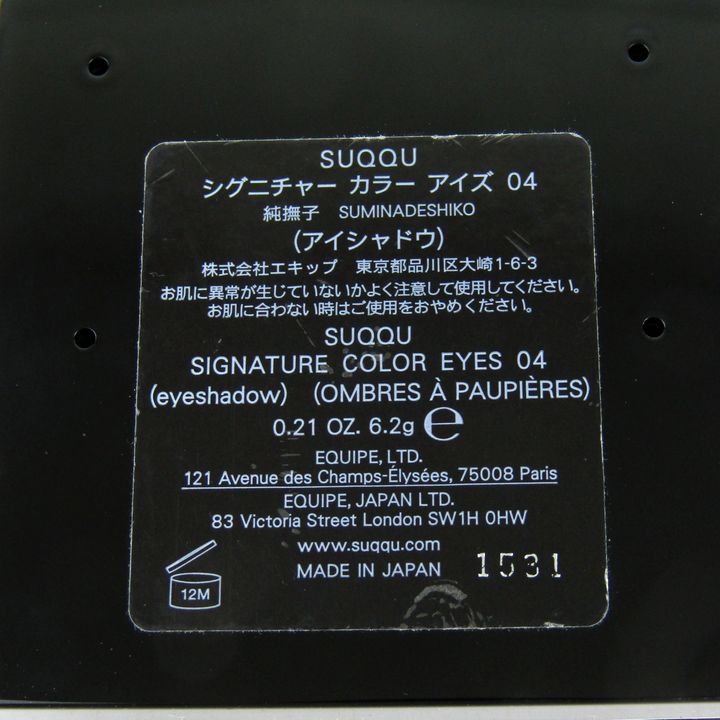 SUQQU
シグニチャー カラー アイズ 04
純撫子 SUMINADESHIKO
(アイシャドウ)
株式会社エキップ 東京都品川区大崎1-6-3
お肌に異常が生じていないかよく注意して使用してください。
お肌に合わない時はご使用をおやめください。
SUQQU
SIGNATURE COLOR EYES 04
(eyeshadow) (OMBRES À PAUPIÈRES)
0.21 OZ. 6.2g ℮
EQUIPE, LTD.
121 Avenue des Champs-Élysées, 75008 Paris
EQUIPE, JAPAN LTD.
83 Victoria Street London SW1H 0HW
www.suqqu.com
MADE IN JAPAN 1531
12M